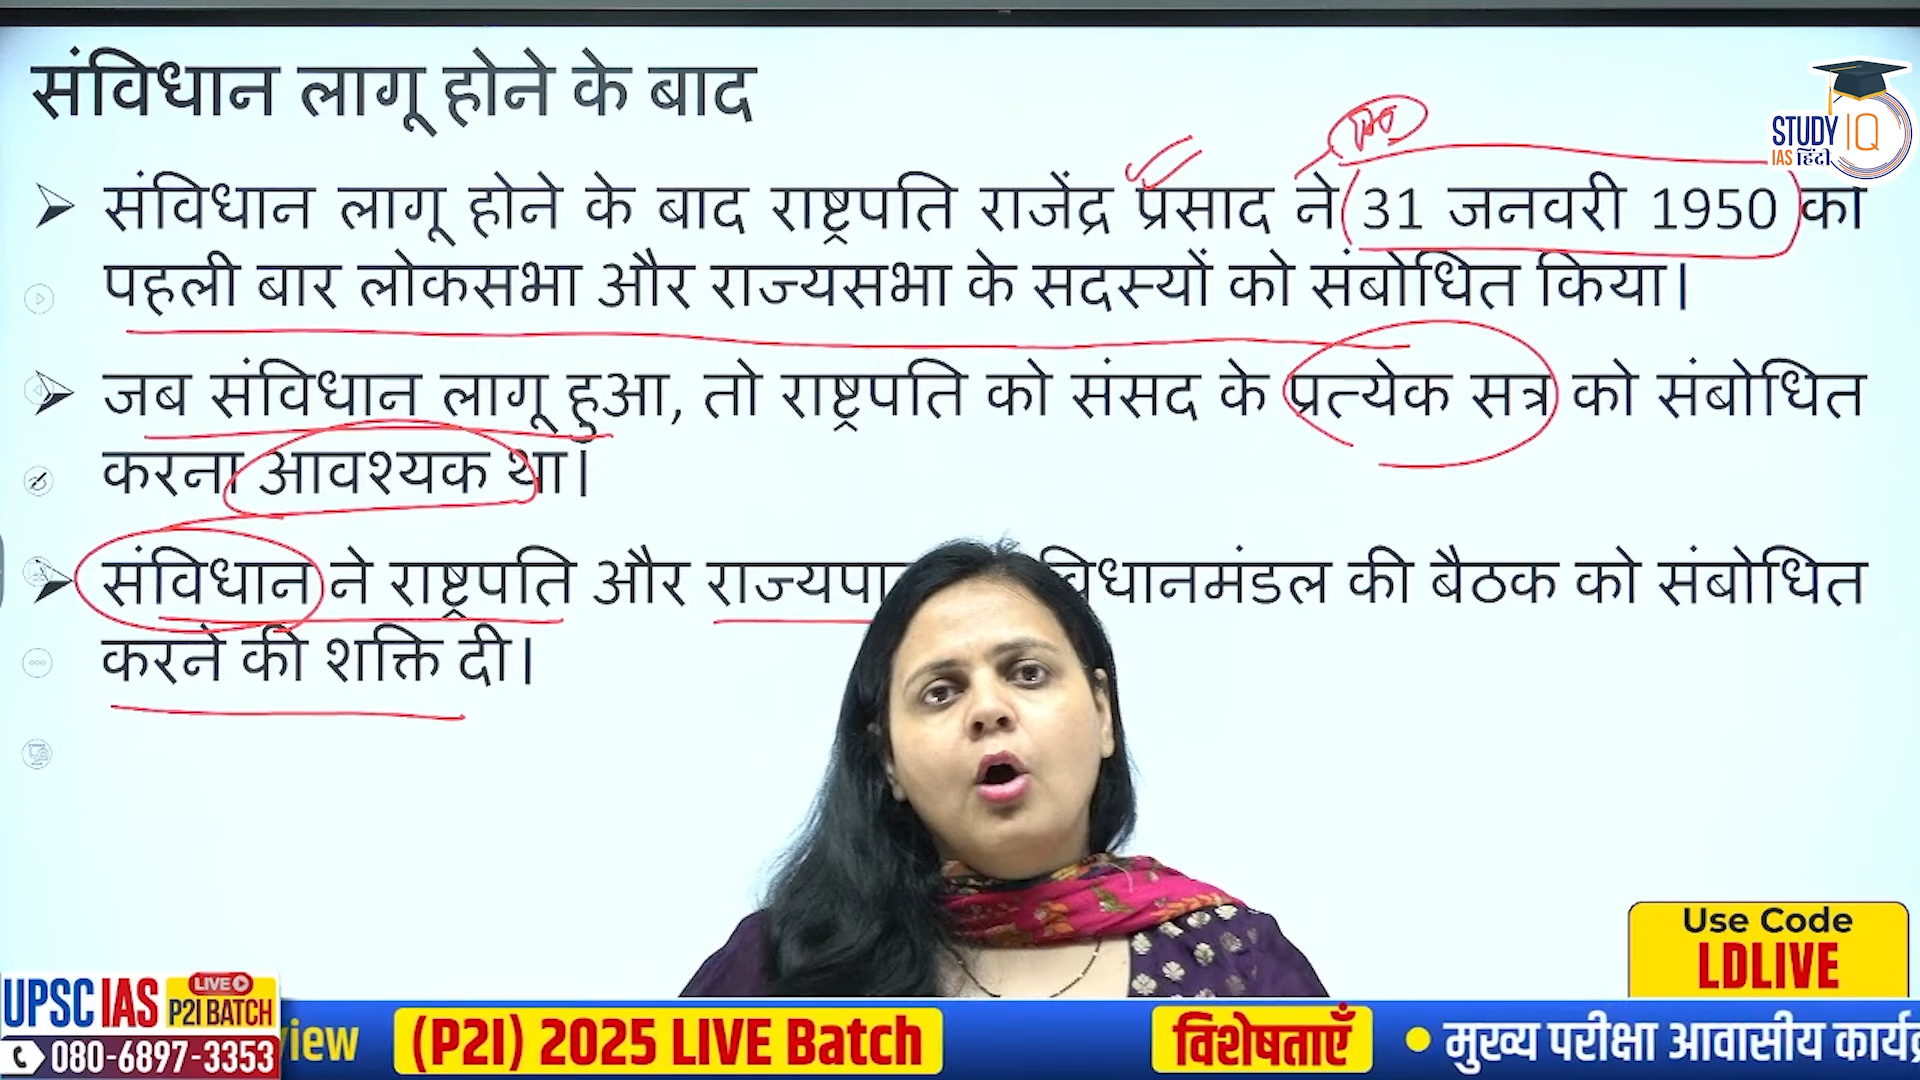 संविधान लागू होने के बाद
STUDY IQ
IAS हिंदी
संविधान लागू होने के बाद राष्ट्रपति राजेंद्र प्रसाद ने 31 जनवरी 1950 को
पहली बार लोकसभा और राज्यसभा के सदस्यों को संबोधित किया।
जब संविधान लागू हुआ, तो राष्ट्रपति को संसद के प्रत्येक सत्र को संबोधित
करना आवश्यक था।
संविधान ने राष्ट्रपति और विधानमंडल की बैठक को संबोधित
करने की शक्ति दी।
Use Code
LDLIVE
UPSC IAS LIVE P2I BATCH
080-6897-3353
(P2I) 2025 LIVE Batch विशेषताएँ • मुख्य परीक्षा आवासीय